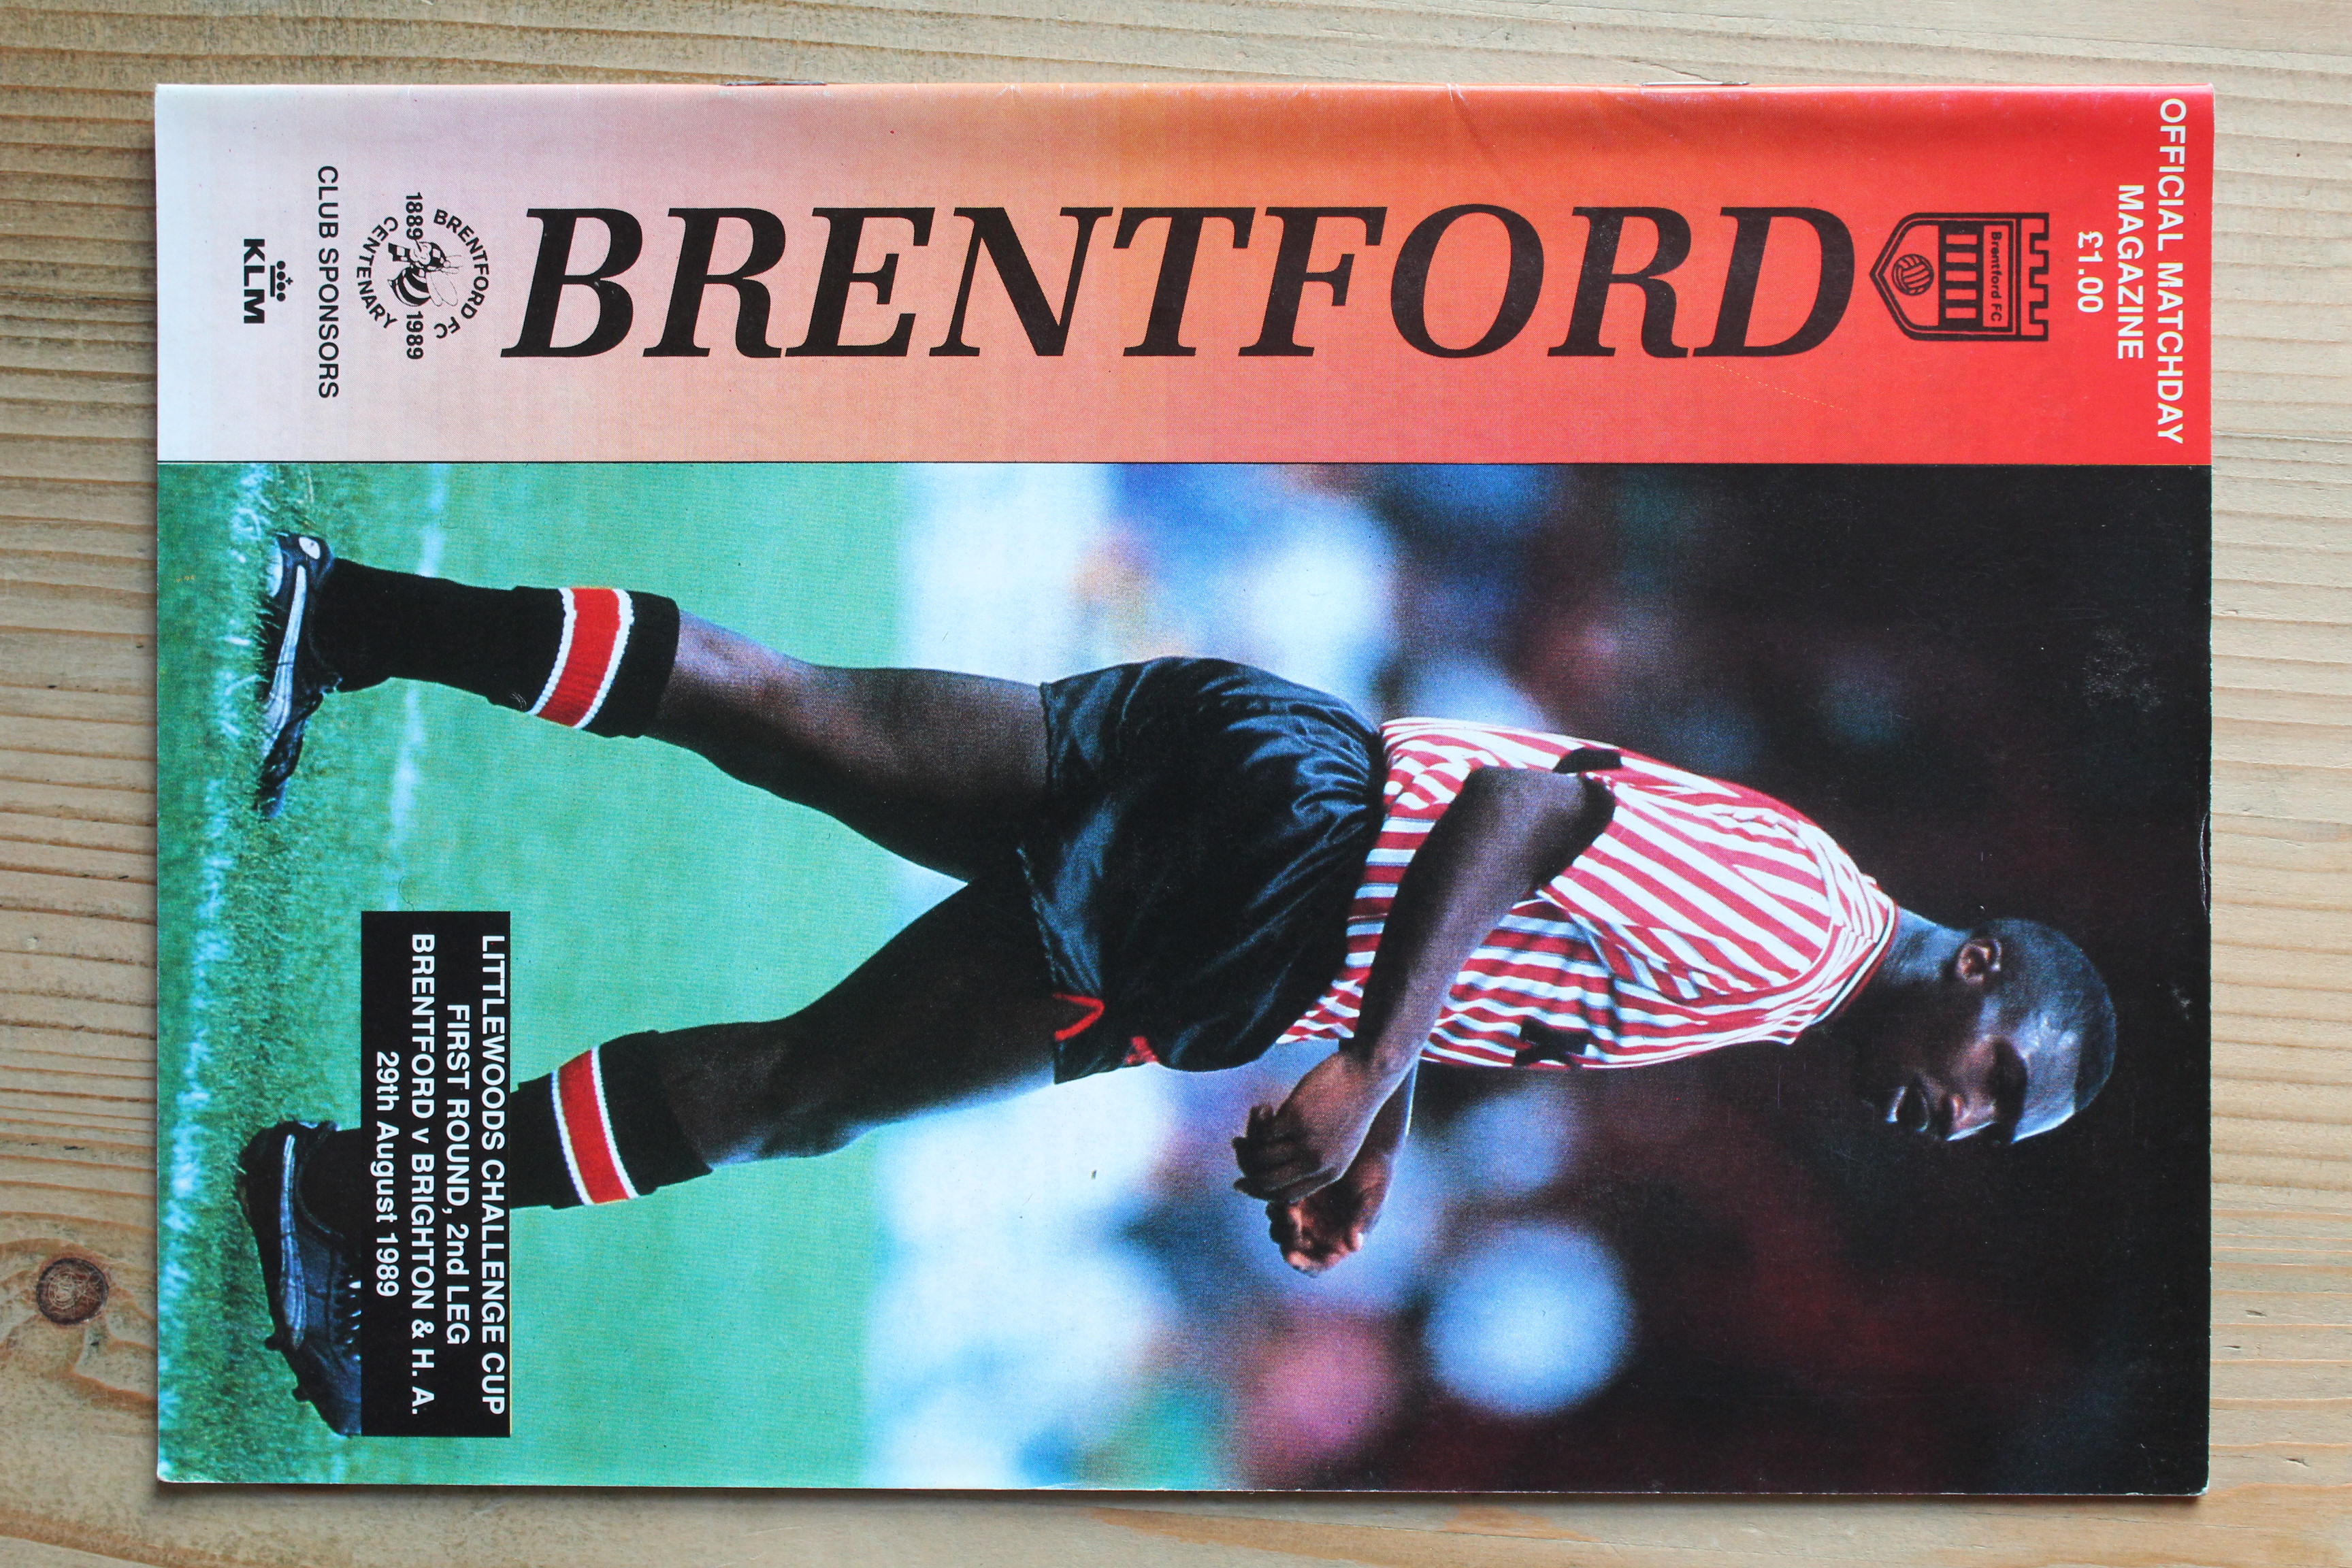 OFFICIAL MATCHDAY
MAGAZINE
£1.00
Brentford FC
BRENTFORD
BRENTFORD FC
1889 1989
CENTENARY
CLUB SPONSORS
KLM
LITTLEWOODS CHALLENGE CUP
FIRST ROUND, 2nd LEG
BRENTFORD v BRIGHTON & H. A.
29th August 1989